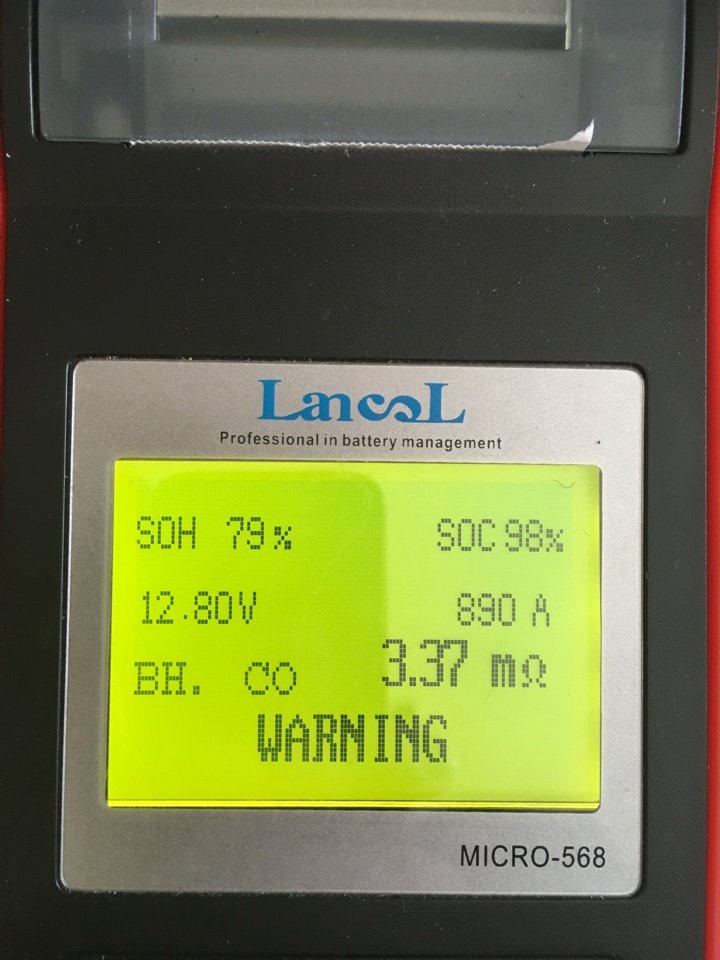 Lancol
Professional in battery management
SOH 79% SOC 98%
12.80V 890 A
BH. CO 3.37 mΩ
WARNING
MICRO-568